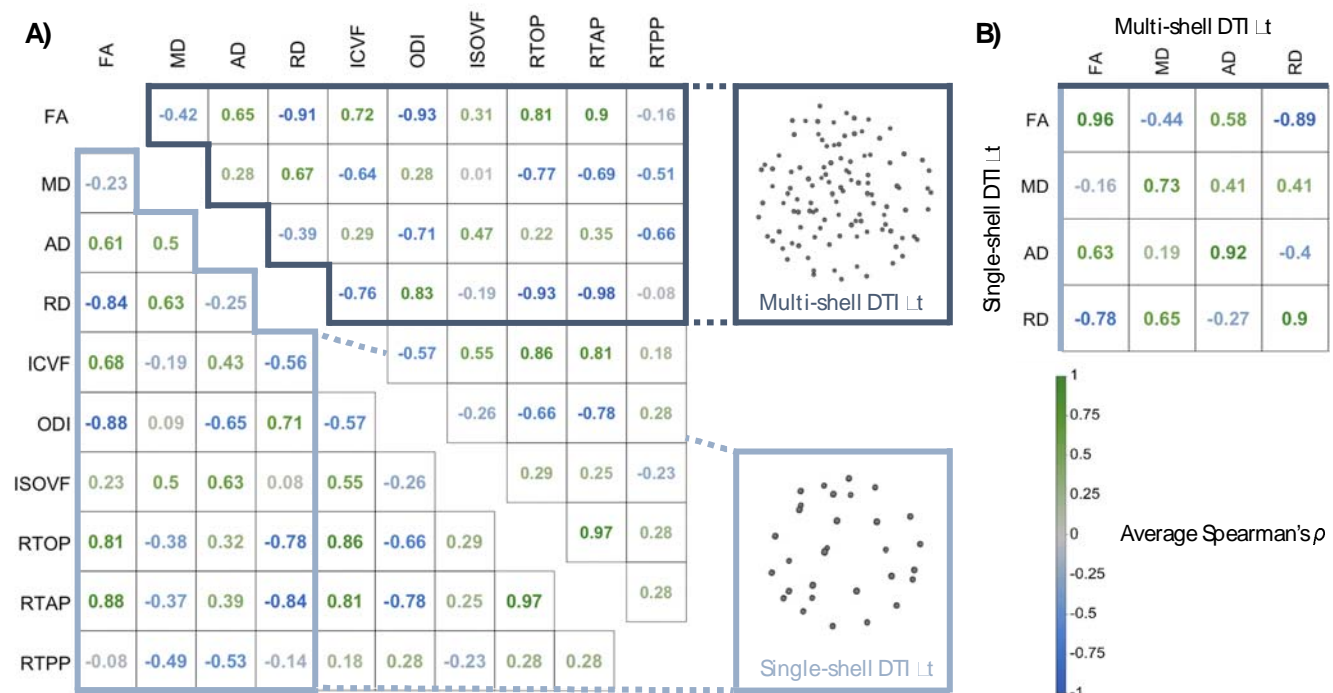 A)
FA MD AD RD ICVF ODI ISOVF RTOP RTAP RTPP
FA -0.42 0.65 -0.91 0.72 -0.93 0.31 0.81 0.9 -0.16
MD -0.23 0.28 0.67 -0.64 0.28 0.01 -0.77 -0.69 -0.51
AD 0.61 0.5 -0.39 0.29 -0.71 0.47 0.22 0.35 -0.66
RD -0.84 0.63 -0.25 -0.76 0.83 -0.19 -0.93 -0.98 -0.08
ICVF 0.68 -0.19 0.43 -0.56 -0.57 0.55 0.86 0.81 0.18
ODI -0.88 0.09 -0.65 0.71 -0.57 -0.26 -0.66 -0.78 0.28
ISOVF 0.23 0.5 0.63 0.08 0.55 -0.26 0.29 0.25 -0.23
RTOP 0.81 -0.38 0.32 -0.78 0.86 -0.66 0.29 0.97 0.28
RTAP 0.88 -0.37 0.39 -0.84 0.81 -0.78 0.25 0.97 0.28
RTPP -0.08 -0.49 -0.53 -0.14 0.18 0.28 -0.23 0.28 0.28
Multi-shell DTI
Single-shell DTI
B)
Multi-shell DTI
FA MD AD RD
Single-shell DTI
FA 0.96 -0.44 0.58 -0.89
MD -0.16 0.73 0.41 0.41
AD 0.63 0.19 0.92 -0.4
RD -0.78 0.65 -0.27 0.9
1
0.75
0.5
0.25
0
-0.25
-0.5
-0.75
-1
Average Spearman's ρ